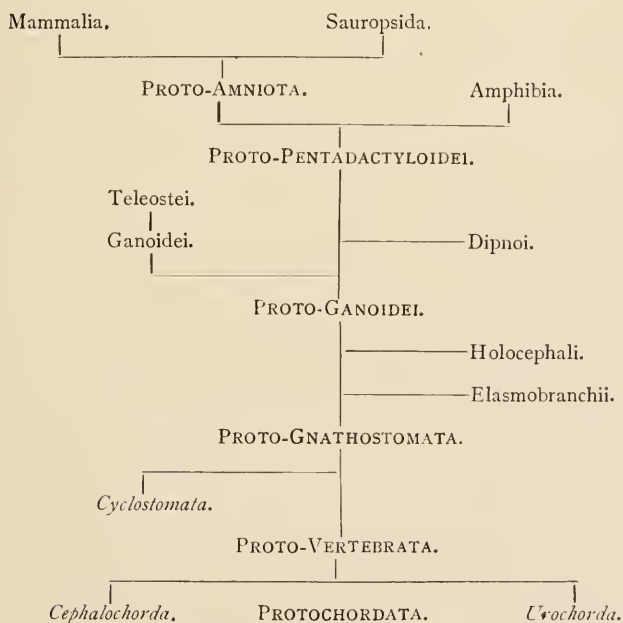 Mammalia. Sauropsida.
PROTO-AMNIOTA. Amphibia.
PROTO-PENTADACTYLOIDEI.
Teleostei.
Ganoidei. Dipnoi.
PROTO-GANOIDEI.
Holocephali.
Elasmobranchii.
PROTO-GNATHOSTOMATA.
Cyclostomata.
PROTO-VERTEBRATA.
Cephalochorda. PROTOCHORDATA. Urochorda.